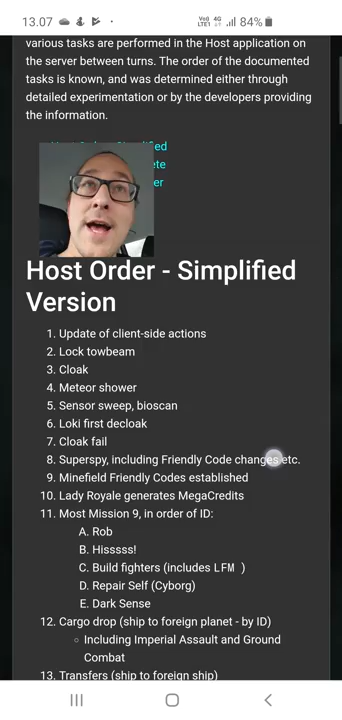 13.07 84%
various tasks are performed in the Host application on
the server between turns. The order of the documented
tasks is known, and was determined either through
detailed experimentation or by the developers providing
the information.
Host Order - Simplified
Version
1. Update of client-side actions
2. Lock towbeam
3. Cloak
4. Meteor shower
5. Sensor sweep, bioscan
6. Loki first decloak
7. Cloak fail
8. Superspy, including Friendly Code changes etc.
9. Minefield Friendly Codes established
10. Lady Royale generates MegaCredits
11. Most Mission 9, in order of ID:
A. Rob
B. Hisssss!
C. Build fighters (includes LFM )
D. Repair Self (Cyborg)
E. Dark Sense
12. Cargo drop (ship to foreign planet - by ID)
Including Imperial Assault and Ground
Combat
13. Transfers (ship to foreign ship)